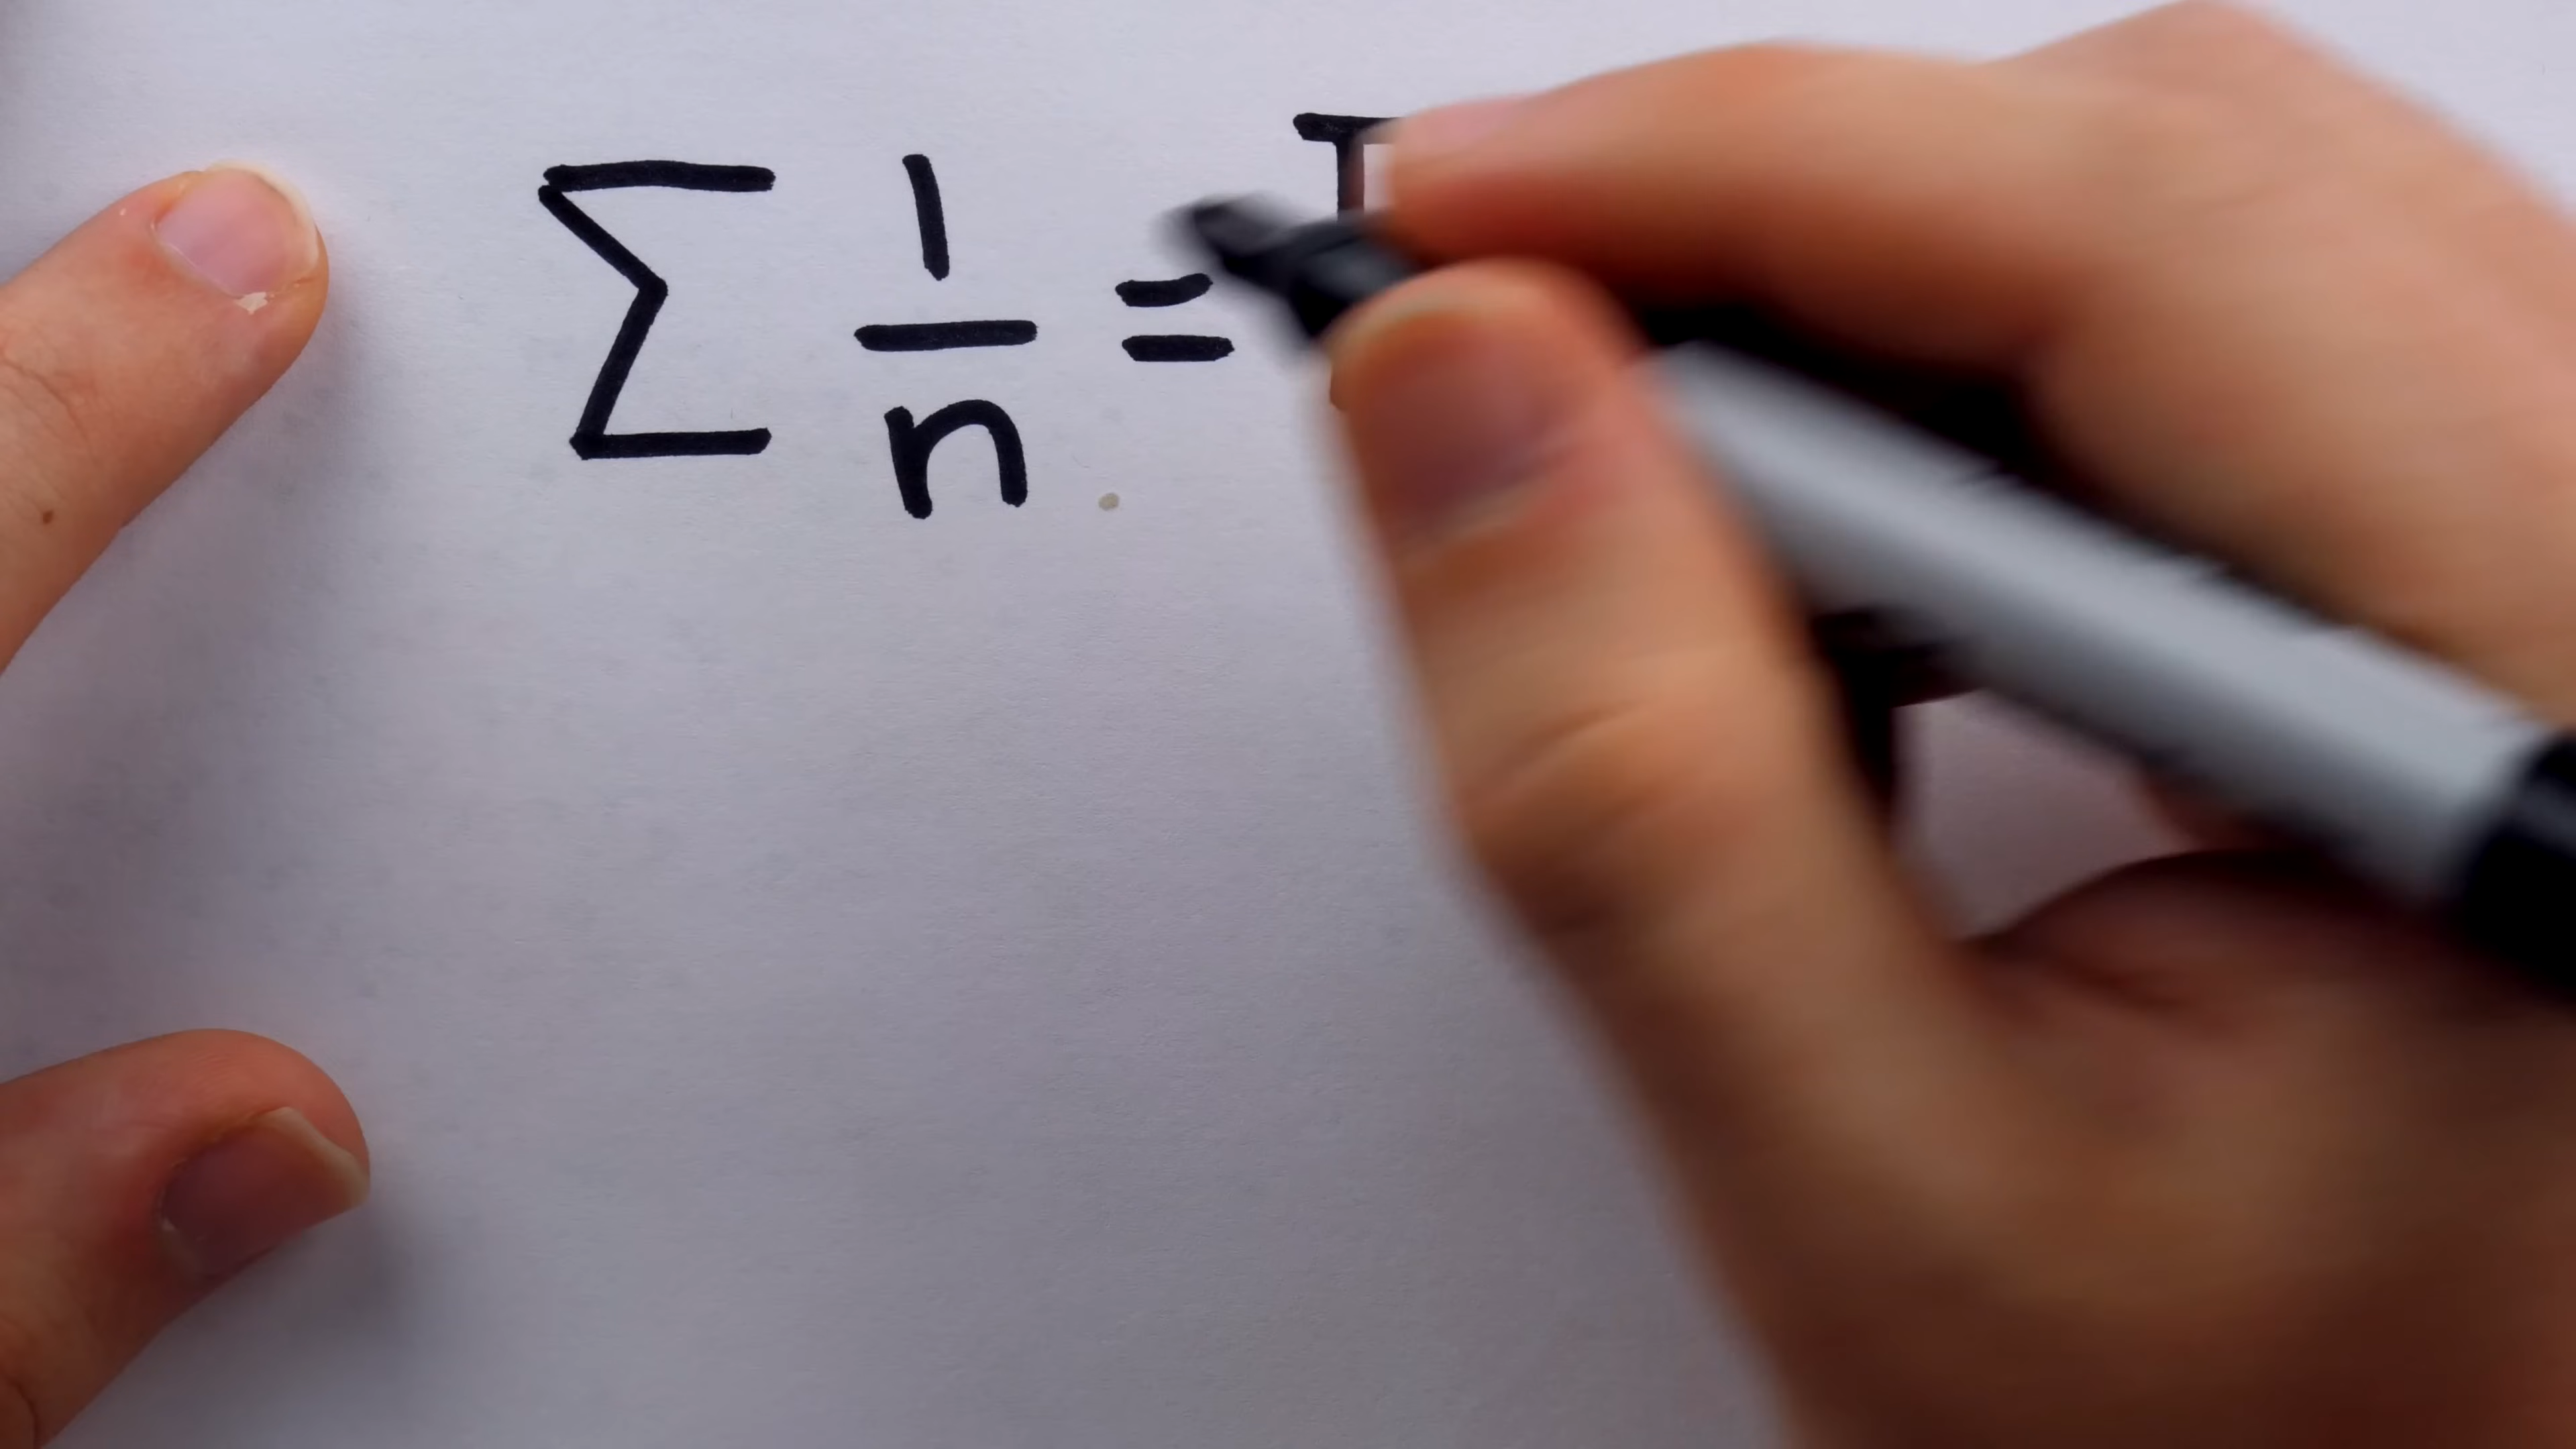 ∑ 1/n =